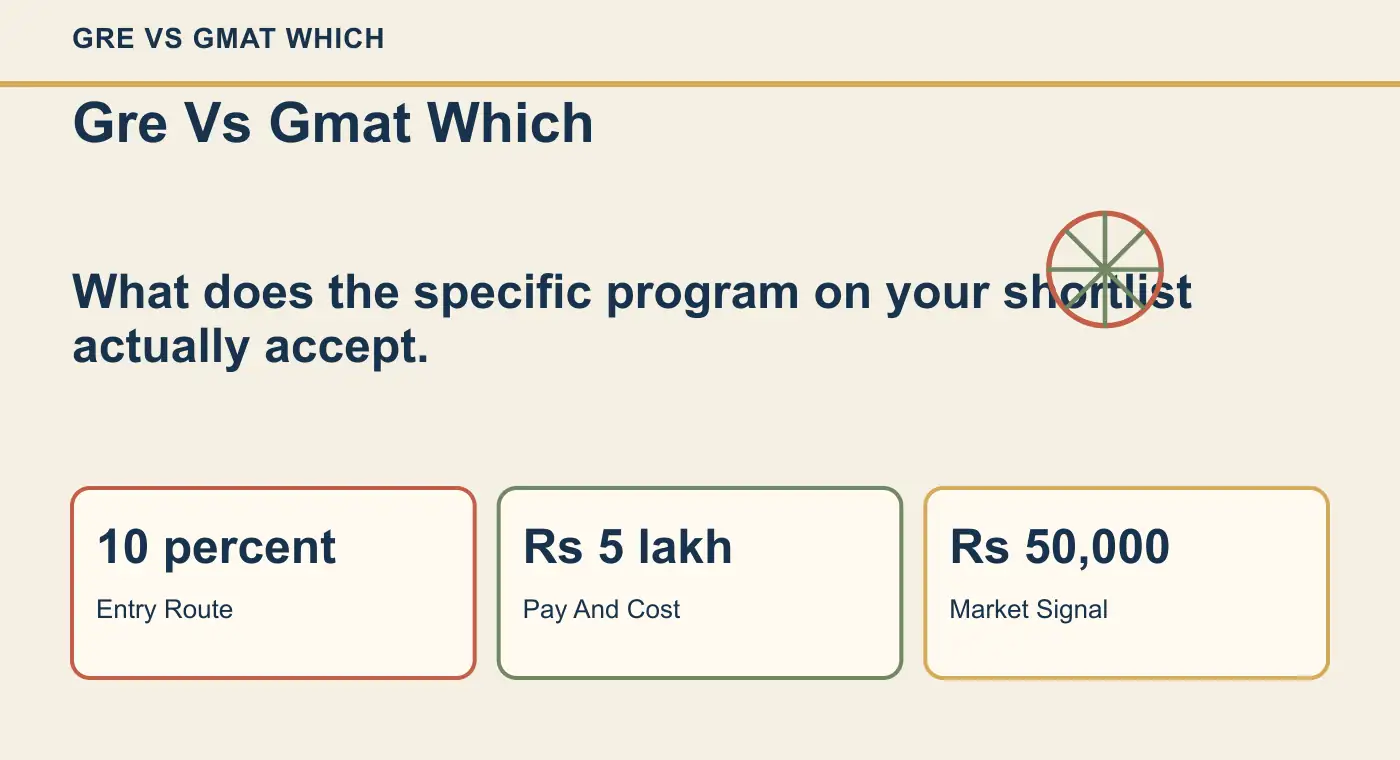 GRE VS GMAT WHICH
Gre Vs Gmat Which
What does the specific program on your shortlist
actually accept.
10 percent
Entry Route
Rs 5 lakh
Pay And Cost
Rs 50,000
Market Signal